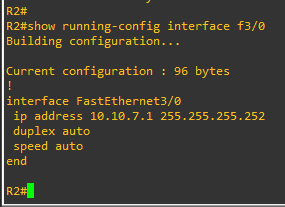 R2#
R2#show running-config interface f3/0
Building configuration...
Current configuration : 96 bytes
!
interface FastEthernet3/0
ip address 10.10.7.1 255.255.255.252
duplex auto
speed auto
end
R2#